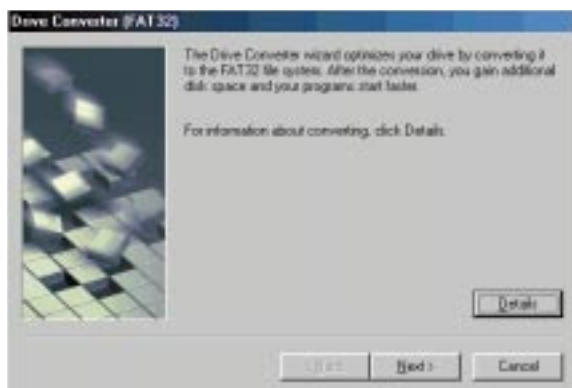 Drive Converter (FAT32)
The Drive Converter wizard optimizes your drive by converting it
to the FAT32 file system. After the conversion, you gain additional
disk space and your programs start faster.
For information about converting, click Details.
Details
< Back
Next >
Cancel